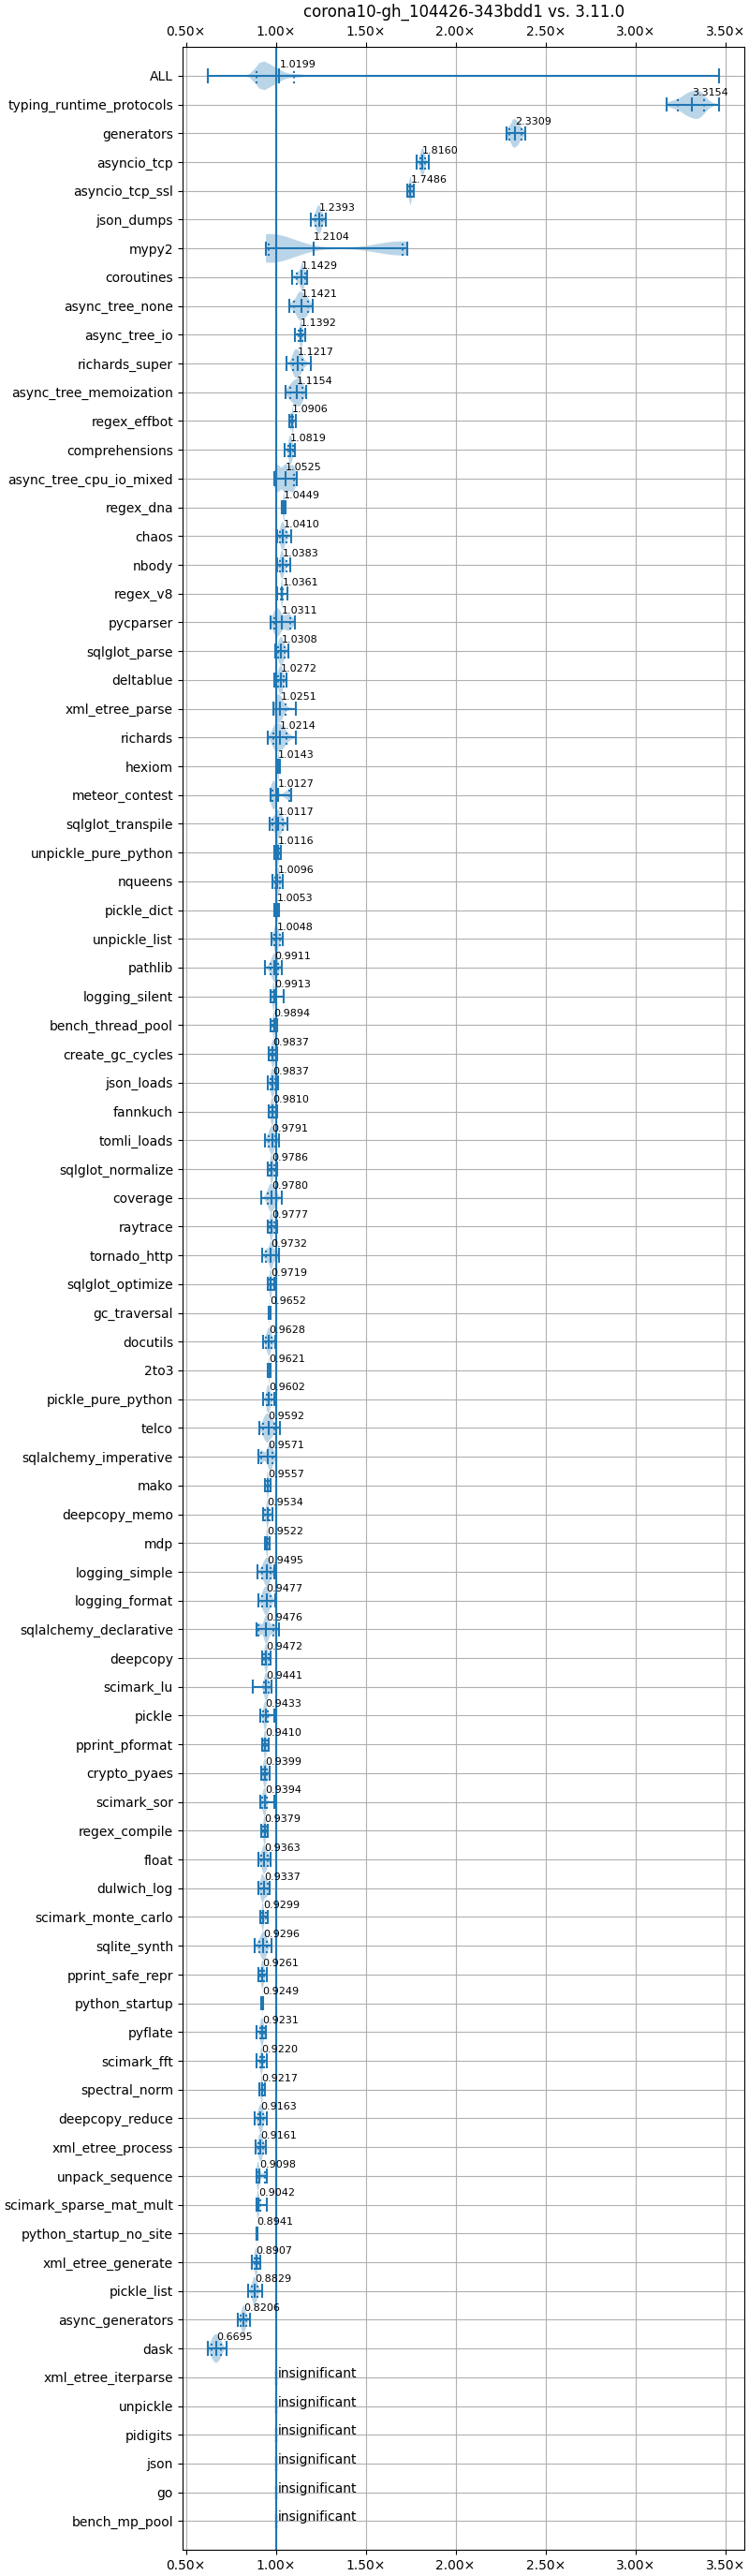 corona10-gh_104426-343bdd1 vs. 3.11.0
0.50× 1.00× 1.50× 2.00× 2.50× 3.00× 3.50×
ALL 1.0199
typing_runtime_protocols 3.3154
generators 2.3309
asyncio_tcp 1.8160
asyncio_tcp_ssl 1.7486
json_dumps 1.2393
mypy2 1.2104
coroutines 1.1429
async_tree_none 1.1421
async_tree_io 1.1392
richards_super 1.1217
async_tree_memoization 1.1154
regex_effbot 1.0906
comprehensions 1.0819
async_tree_cpu_io_mixed 1.0525
regex_dna 1.0449
chaos 1.0410
nbody 1.0383
regex_v8 1.0361
pycparser 1.0311
sqlglot_parse 1.0308
deltablue 1.0272
xml_etree_parse 1.0251
richards 1.0214
hexiom 1.0143
meteor_contest 1.0127
sqlglot_transpile 1.0117
unpickle_pure_python 1.0116
nqueens 1.0096
pickle_dict 1.0053
unpickle_list 1.0048
pathlib 0.9911
logging_silent 0.9913
bench_thread_pool 0.9894
create_gc_cycles 0.9837
json_loads 0.9837
fannkuch 0.9810
tomli_loads 0.9791
sqlglot_normalize 0.9786
coverage 0.9780
raytrace 0.9777
tornado_http 0.9732
sqlglot_optimize 0.9719
gc_traversal 0.9652
docutils 0.9628
2to3 0.9621
pickle_pure_python 0.9602
telco 0.9592
sqlalchemy_imperative 0.9571
mako 0.9557
deepcopy_memo 0.9534
mdp 0.9522
logging_simple 0.9495
logging_format 0.9477
sqlalchemy_declarative 0.9476
deepcopy 0.9472
scimark_lu 0.9441
pickle 0.9433
pprint_pformat 0.9410
crypto_pyaes 0.9399
scimark_sor 0.9394
regex_compile 0.9379
float 0.9363
dulwich_log 0.9337
scimark_monte_carlo 0.9299
sqlite_synth 0.9296
pprint_safe_repr 0.9261
python_startup 0.9249
pyflate 0.9231
scimark_fft 0.9220
spectral_norm 0.9217
deepcopy_reduce 0.9163
xml_etree_process 0.9161
unpack_sequence 0.9098
scimark_sparse_mat_mult 0.9042
python_startup_no_site 0.8941
xml_etree_generate 0.8907
pickle_list 0.8829
async_generators 0.8206
dask 0.6695
xml_etree_iterparse insignificant
unpickle insignificant
pidigits insignificant
json insignificant
go insignificant
bench_mp_pool insignificant
0.50× 1.00× 1.50× 2.00× 2.50× 3.00× 3.50×